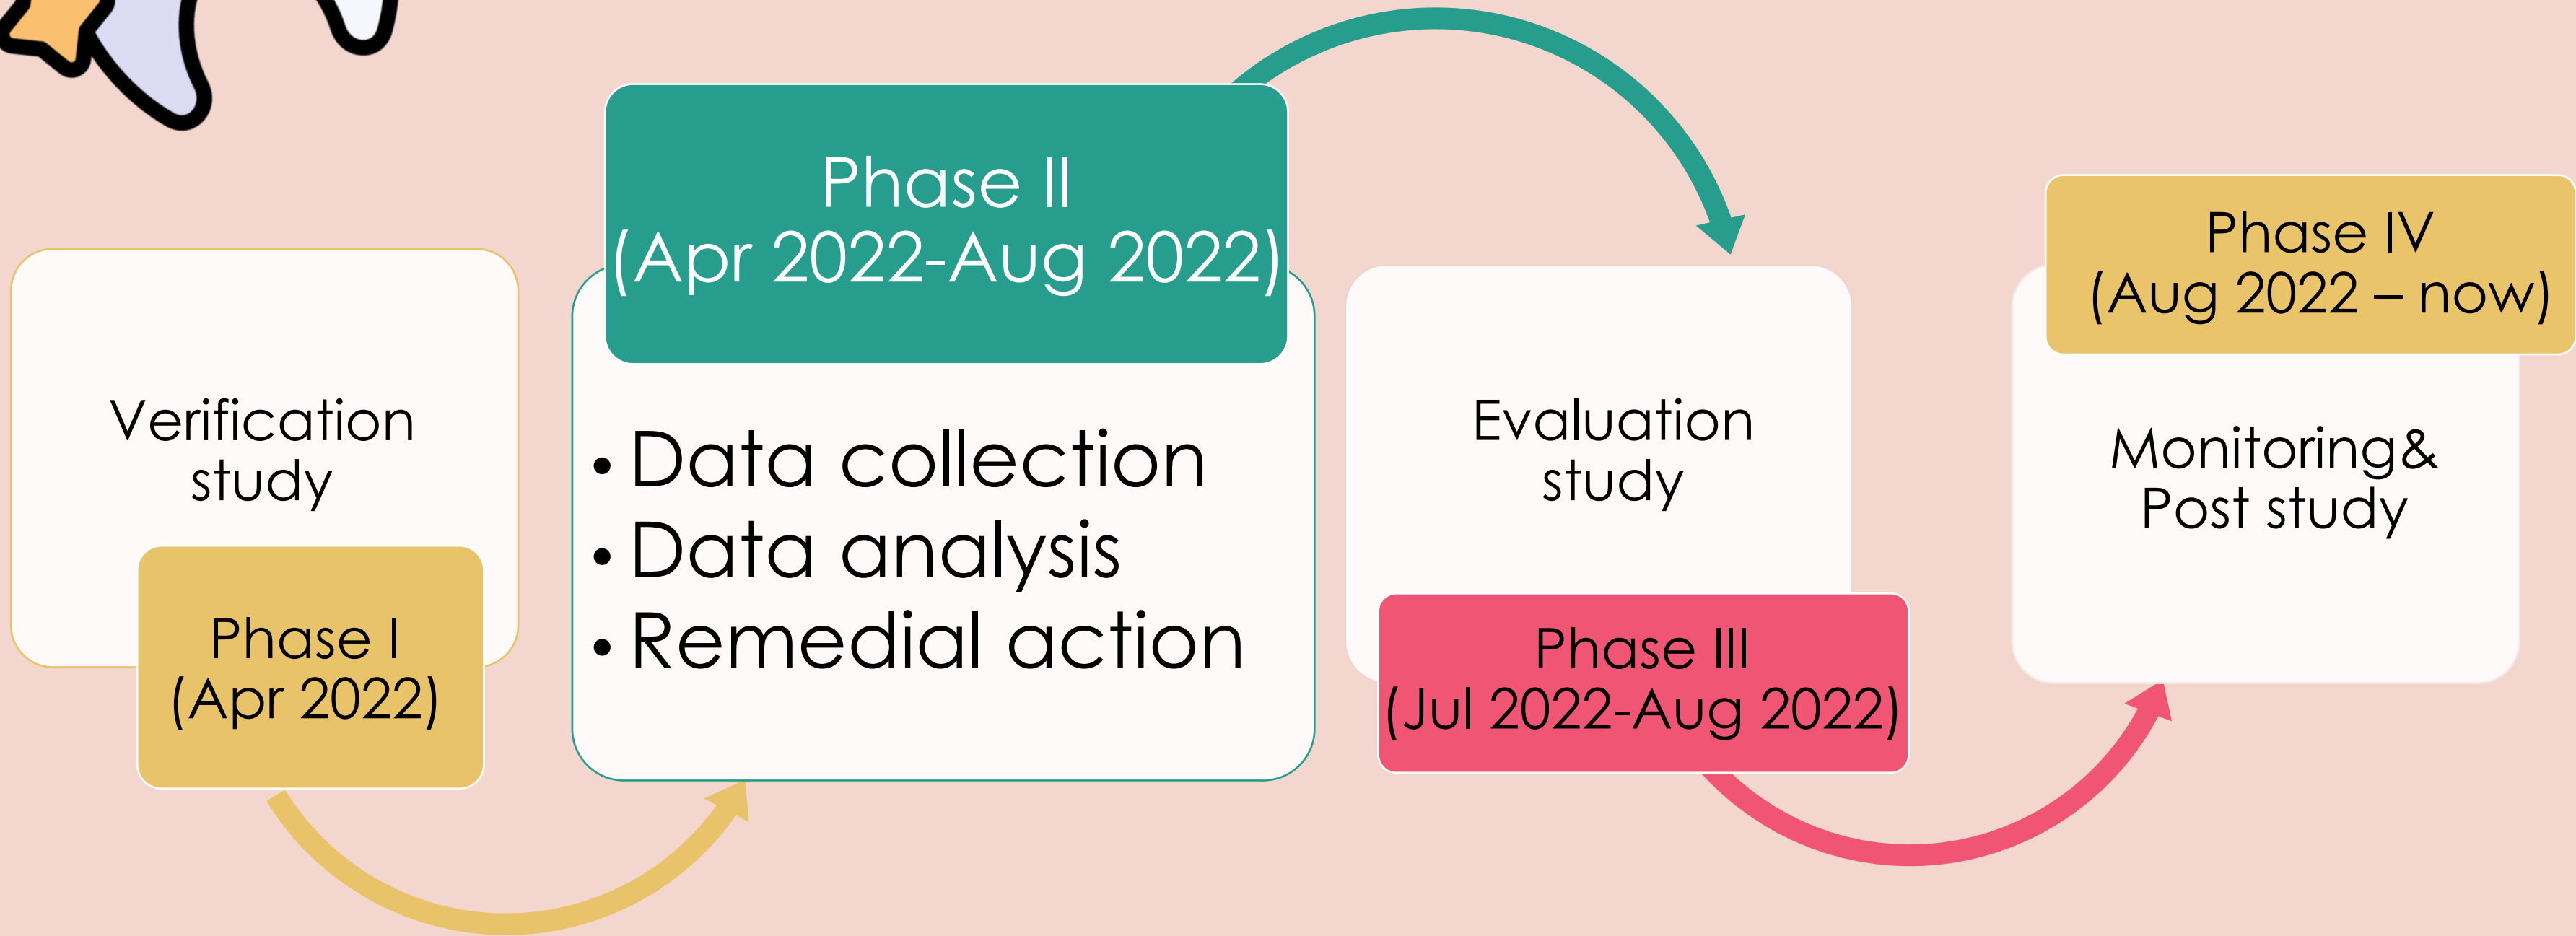 Verification
study
Phase I
(Apr 2022)
Phase II
(Apr 2022-Aug 2022)
• Data collection
• Data analysis
• Remedial action
Evaluation
study
Phase III
(Jul 2022-Aug 2022)
Phase IV
(Aug 2022 – now)
Monitoring&
Post study